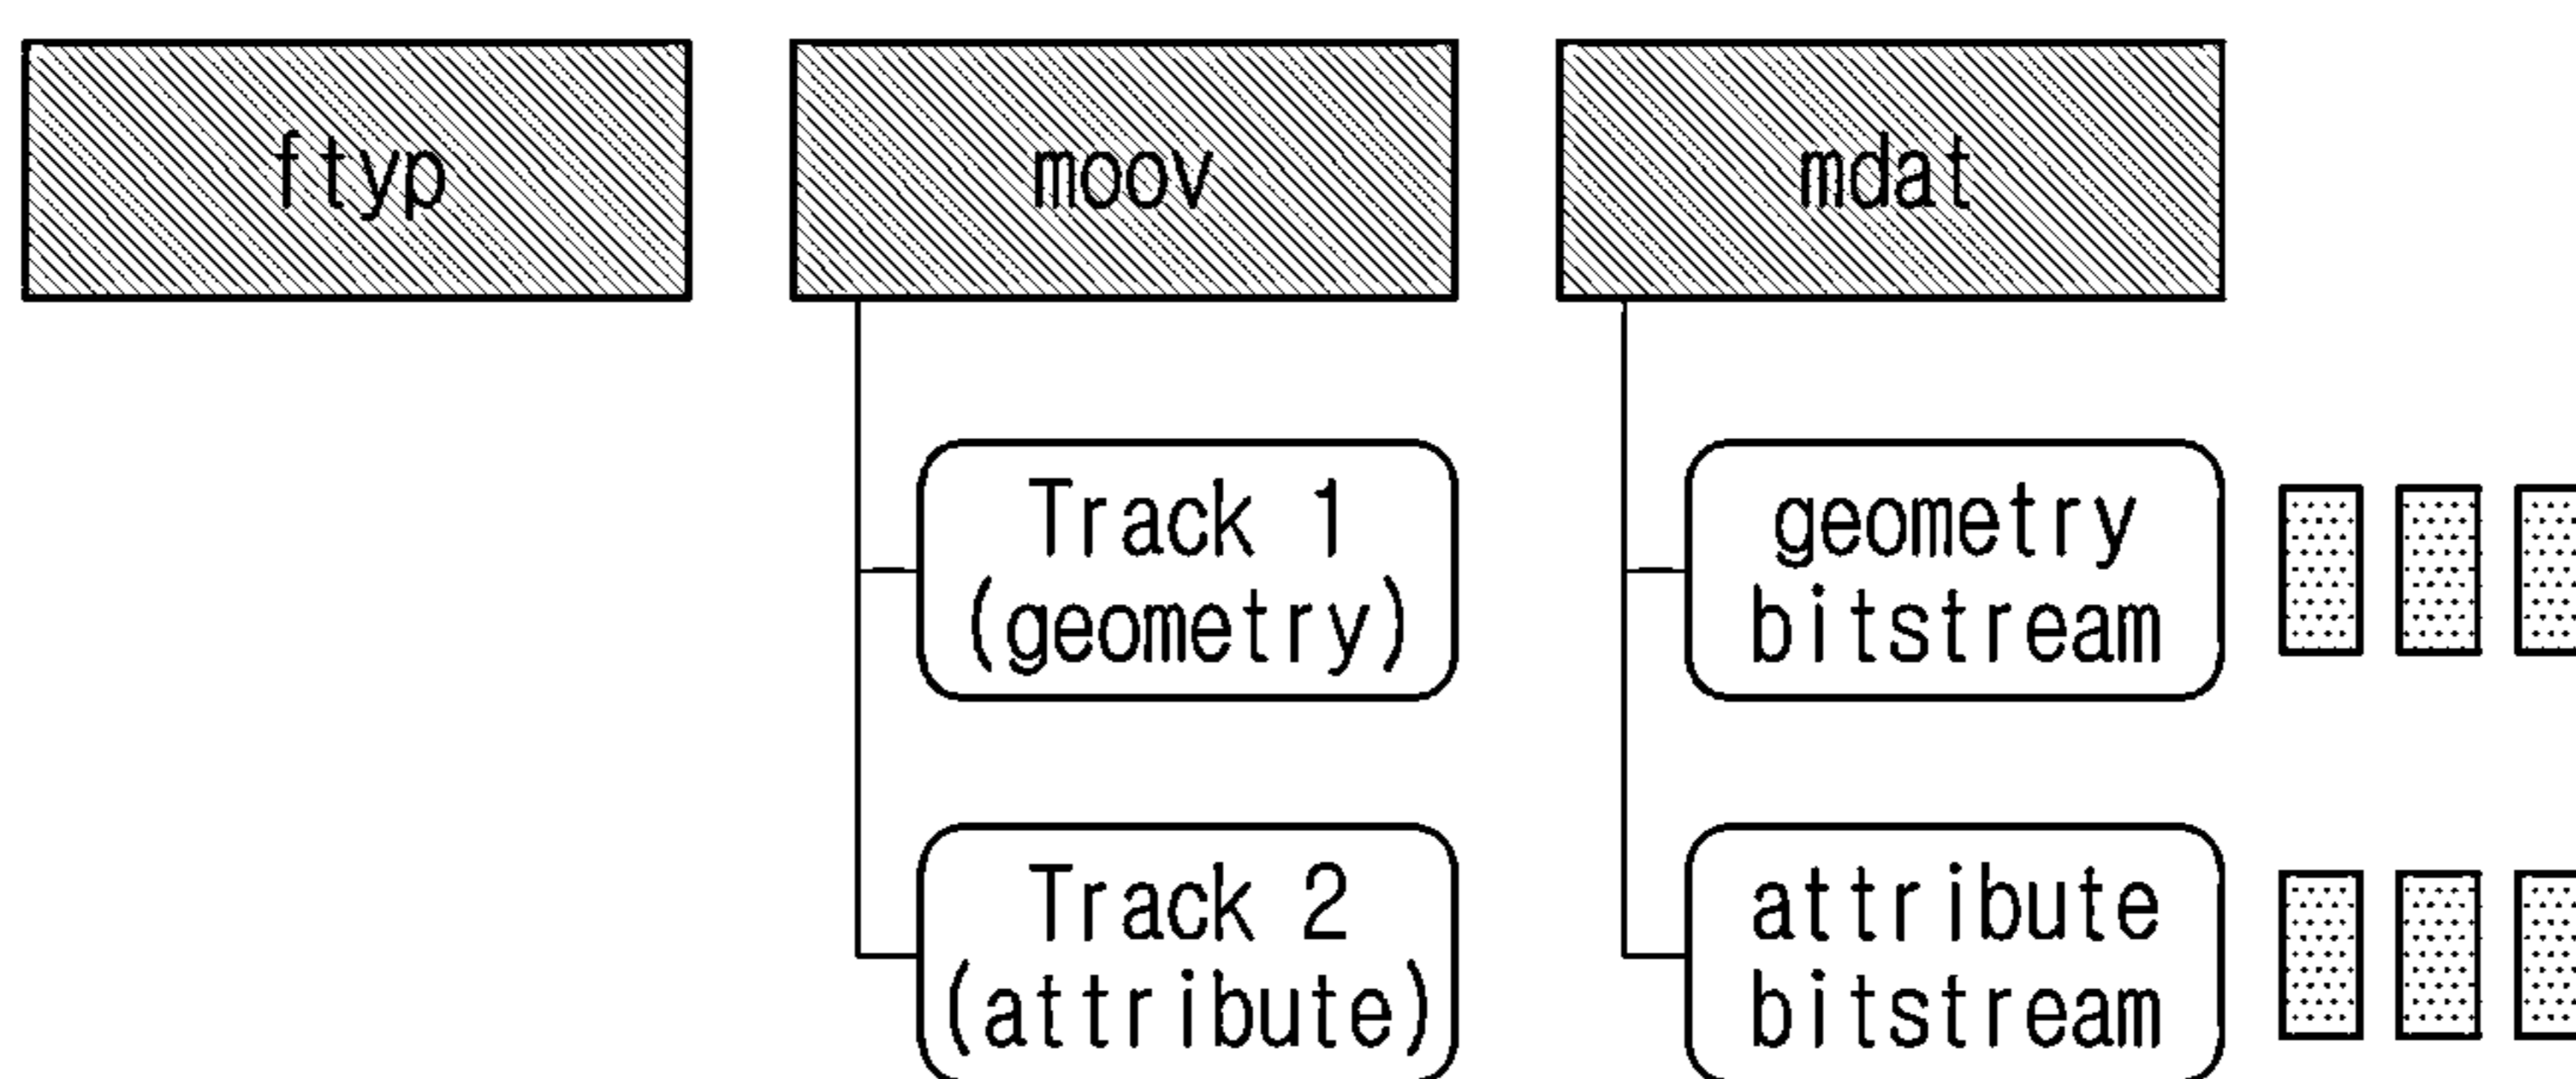 ftyp
moov
mdat
Track 1
(geometry)
geometry
bitstream
Track 2
(attribute)
attribute
bitstream